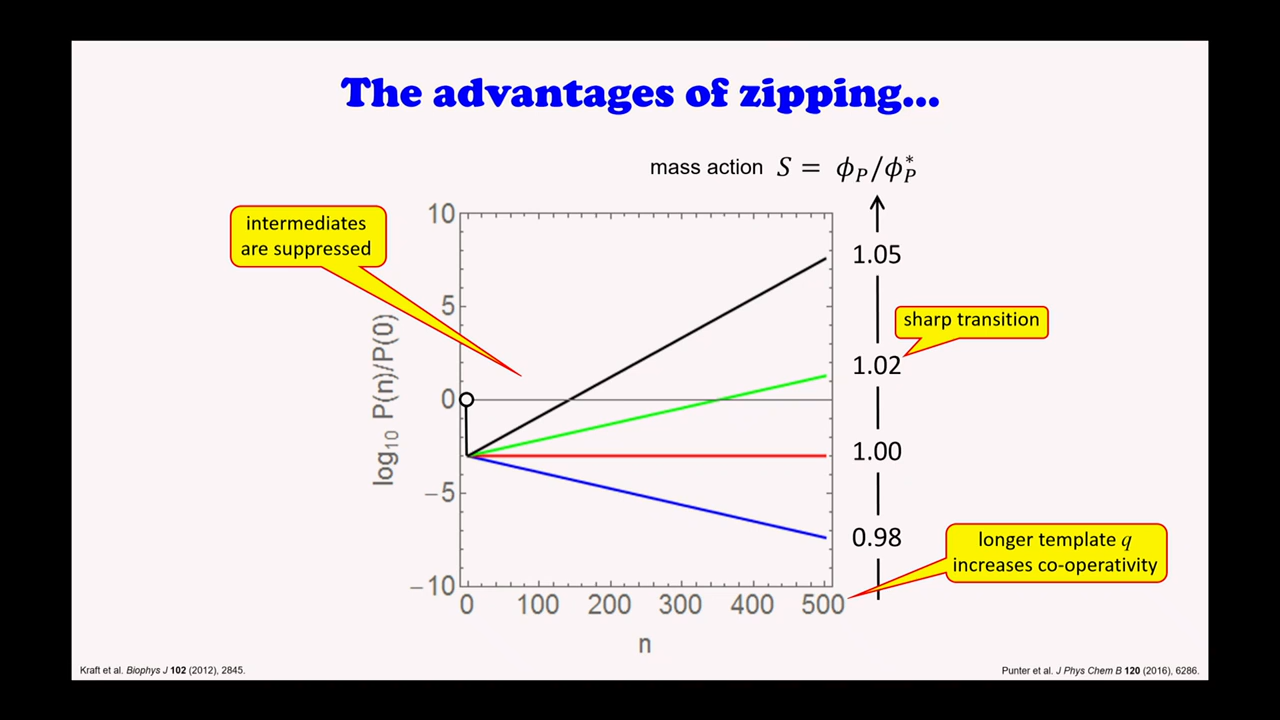 The advantages of zipping...
mass action S = ϕ_P/ϕ_P^*
intermediates
are suppressed
10
5
0
−5
−10
log₁₀ P(n)/P(0)
0 100 200 300 400 500
n
1.05
sharp transition
1.02
1.00
0.98
longer template q
increases co-operativity
Kraft et al. Biophys J 102 (2012), 2845.
Punter et al. J Phys Chem B 120 (2016), 6286.